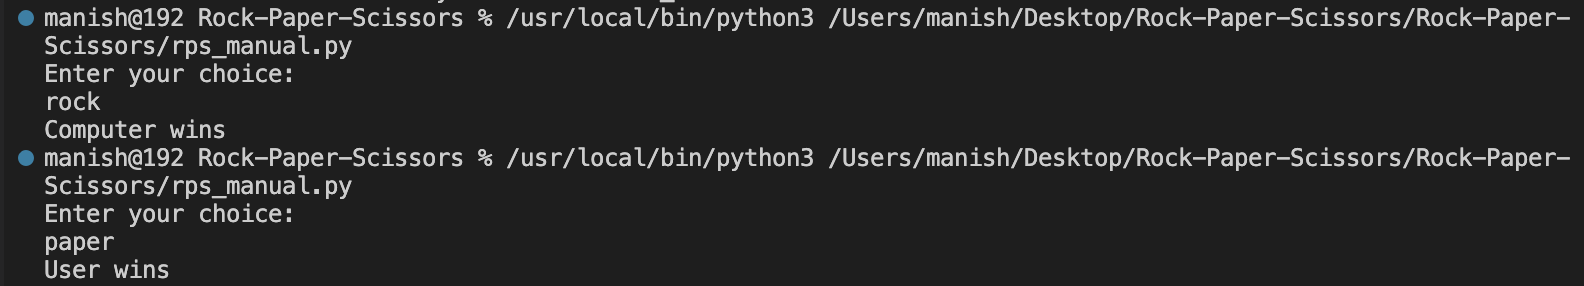 manish@192 Rock-Paper-Scissors % /usr/local/bin/python3 /Users/manish/Desktop/Rock-Paper-Scissors/Rock-Paper-
Scissors/rps_manual.py
Enter your choice:
rock
Computer wins
manish@192 Rock-Paper-Scissors % /usr/local/bin/python3 /Users/manish/Desktop/Rock-Paper-Scissors/Rock-Paper-
Scissors/rps_manual.py
Enter your choice:
paper
User wins